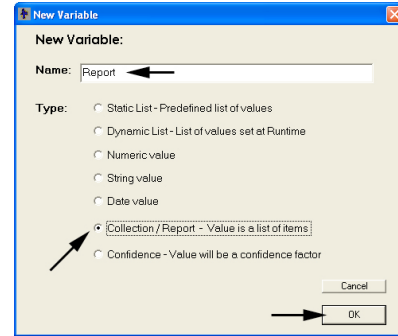 New Variable
New Variable:
Name: Report
Type: Static List - Predefined list of values
Dynamic List - List of values set at Runtime
Numeric value
String value
Date value
Collection / Report - Value is a list of items
Confidence - Value will be a confidence factor
Cancel
OK